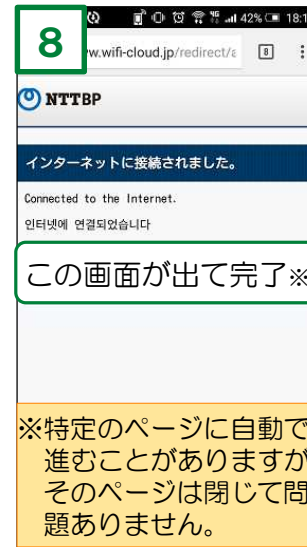 8
42% 18:1
w.wifi-cloud.jp/redirect/a 8
NTTBP
インターネットに接続されました。
Connected to the Internet.
인터넷에 연결되었습니다
この画面が出て完了※
※特定のページに自動で
進むことがありますが
そのページは閉じて問
題ありません。